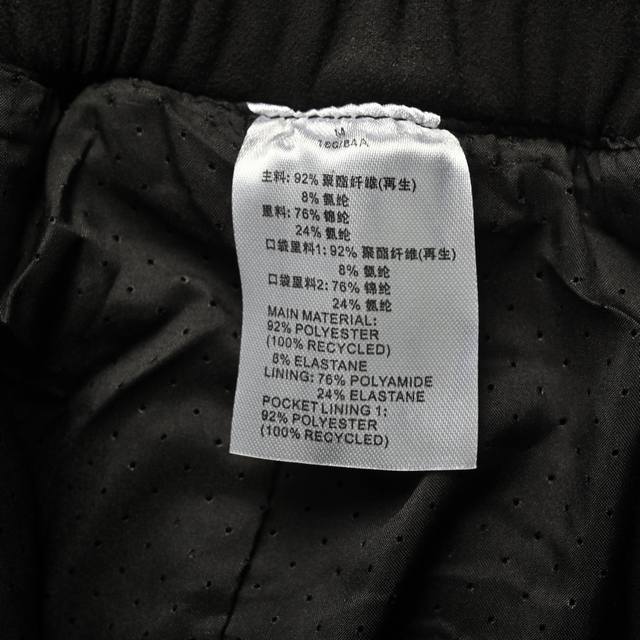 M
160/84A
主料: 92% 聚酯纤维(再生)
8% 氨纶
里料: 76% 锦纶
24% 氨纶
口袋里料1: 92% 聚酯纤维(再生)
8% 氨纶
口袋里料2: 76% 锦纶
24% 氨纶
MAIN MATERIAL:
92% POLYESTER
(100% RECYCLED)
8% ELASTANE
LINING: 76% POLYAMIDE
24% ELASTANE
POCKET LINING 1:
92% POLYESTER
(100% RECYCLED)